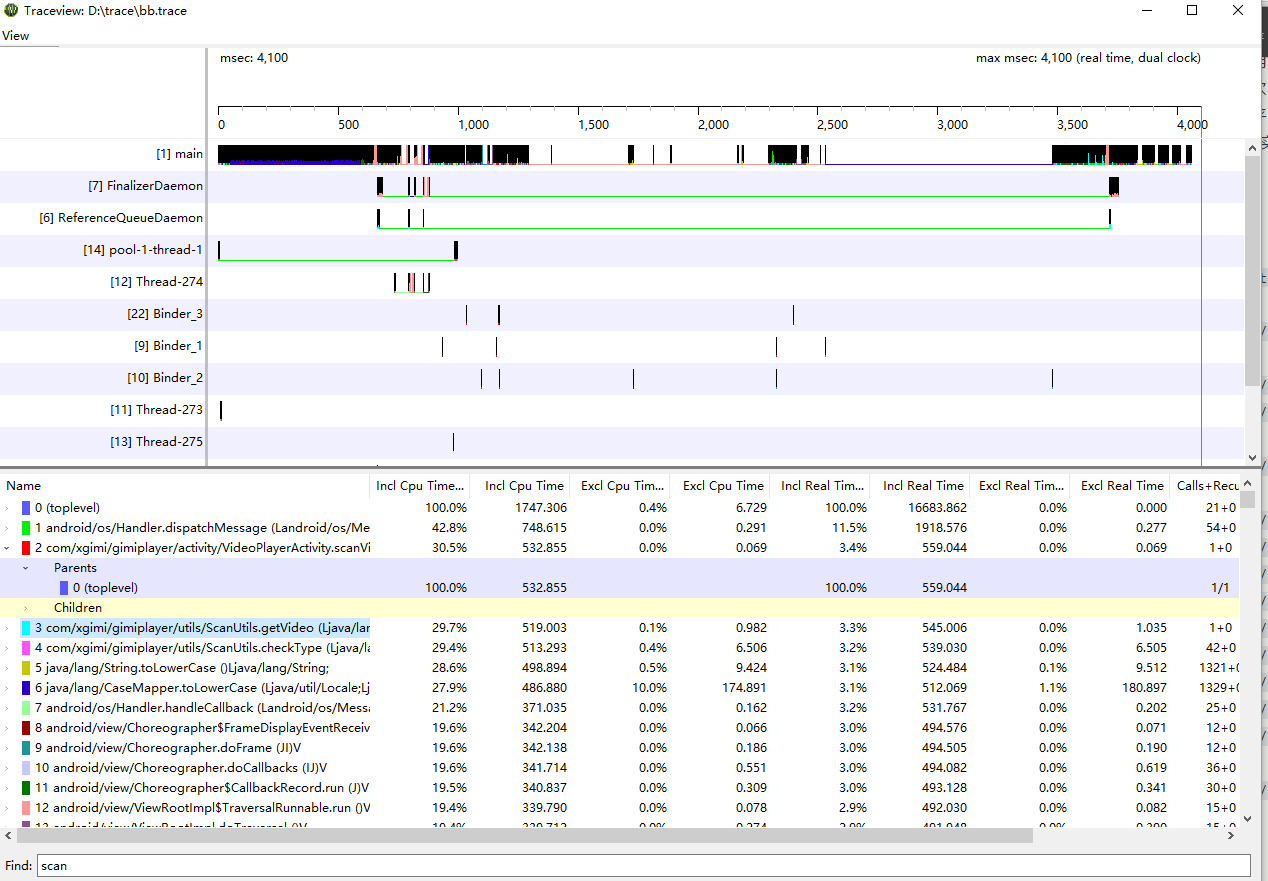 Traceview: D:\trace\bb.trace
View
msec: 4,100 max msec: 4,100 (real time, dual clock)
0 500 1,000 1,500 2,000 2,500 3,000 3,500 4,000
[1] main
[7] FinalizerDaemon
[6] ReferenceQueueDaemon
[14] pool-1-thread-1
[12] Thread-274
[22] Binder_3
[9] Binder_1
[10] Binder_2
[11] Thread-273
[13] Thread-275
Name Incl Cpu Time... Incl Cpu Time Excl Cpu Tim... Excl Cpu Time Incl Real Tim... Incl Real Time Excl Real Tim... Excl Real Time Calls+Recu
0 (toplevel) 100.0% 1747.306 0.4% 6.729 100.0% 16683.862 0.0% 0.000 21+0
1 android/os/Handler.dispatchMessage (Landroid/os/Me 42.8% 748.615 0.0% 0.291 11.5% 1918.576 0.0% 0.277 54+0
2 com/xgimi/gimiplayer/activity/VideoPlayerActivity.scanVi 30.5% 532.855 0.0% 0.069 3.4% 559.044 0.0% 0.069 1+0
Parents
0 (toplevel) 100.0% 532.855 100.0% 559.044 1/1
Children
3 com/xgimi/gimiplayer/utils/ScanUtils.getVideo (Ljava/lar 29.7% 519.003 0.1% 0.982 3.3% 545.006 0.0% 1.035 1+0
4 com/xgimi/gimiplayer/utils/ScanUtils.checkType (Ljava/la 29.4% 513.293 0.4% 6.506 3.2% 539.030 0.0% 6.505 42+0
5 java/lang/String.toLowerCase ()Ljava/lang/String; 28.6% 498.894 0.5% 9.424 3.1% 524.484 0.1% 9.512 1321+0
6 java/lang/CaseMapper.toLowerCase (Ljava/util/Locale;Lj 27.9% 486.880 10.0% 174.891 3.1% 512.069 1.1% 180.897 1329+0
7 android/os/Handler.handleCallback (Landroid/os/Messa 21.2% 371.035 0.0% 0.162 3.2% 531.767 0.0% 0.202 25+0
8 android/view/Choreographer$FrameDisplayEventReceiv 19.6% 342.204 0.0% 0.066 3.0% 494.576 0.0% 0.071 12+0
9 android/view/Choreographer.doFrame (JI)V 19.6% 342.138 0.0% 0.186 3.0% 494.505 0.0% 0.190 12+0
10 android/view/Choreographer.doCallbacks (IJ)V 19.6% 341.714 0.0% 0.551 3.0% 494.082 0.0% 0.619 36+0
11 android/view/Choreographer$CallbackRecord.run (J)V 19.5% 340.837 0.0% 0.309 3.0% 493.128 0.0% 0.341 30+0
12 android/view/ViewRootImpl$TraversalRunnable.run ()V 19.4% 339.790 0.0% 0.078 2.9% 492.030 0.0% 0.082 15+0
13 android/view/ViewRootImpl.doTraversal ()V 19.4%
Find: scan